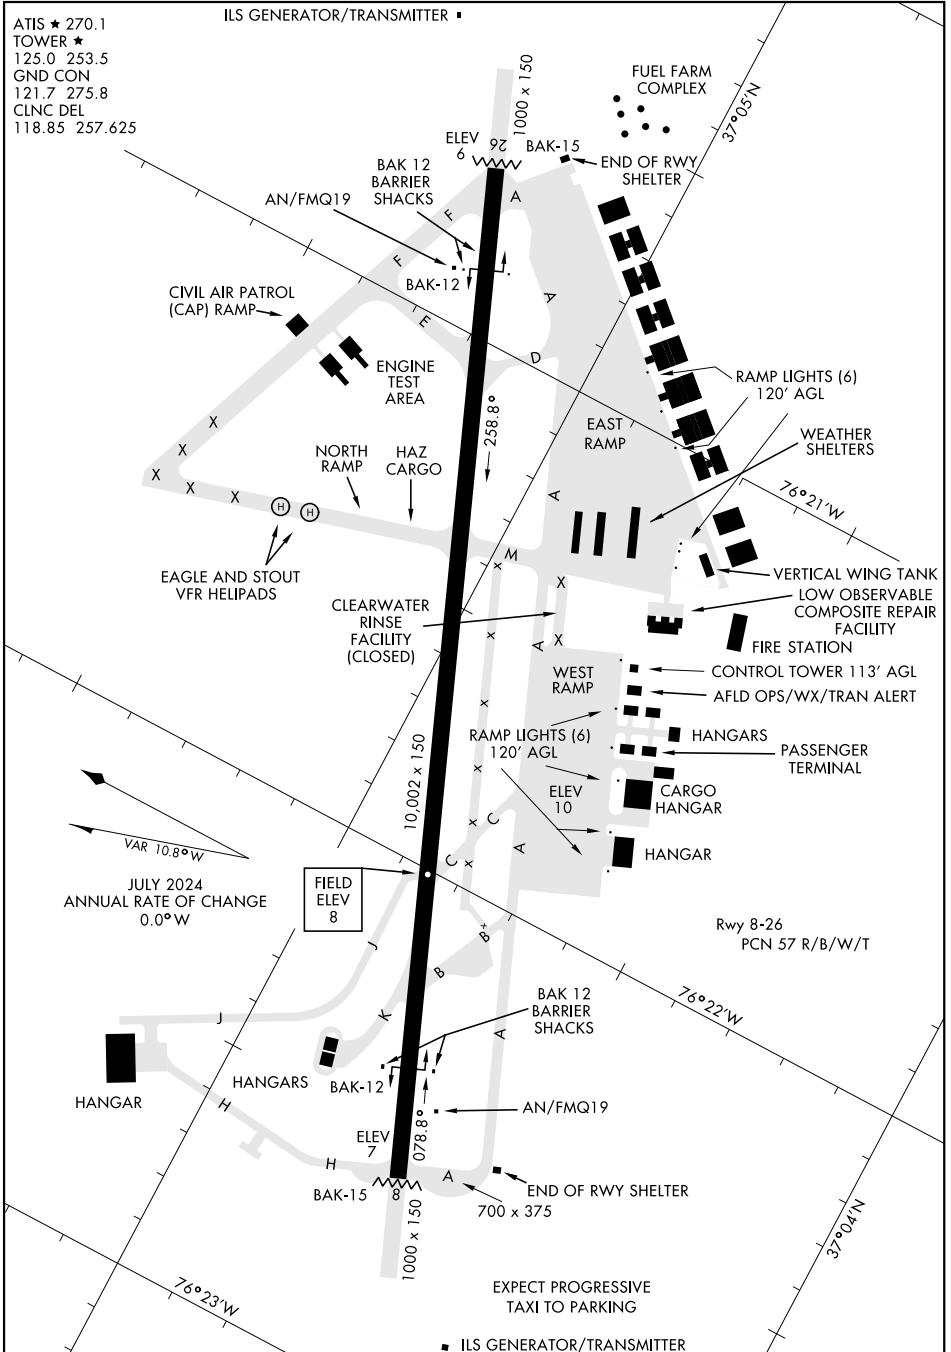 ILS GENERATOR/TRANSMITTER
ATIS ★ 270.1
TOWER ★
125.0 253.5
GND CON
121.7 275.8
CLNC DEL
118.85 257.625
1000 x 150
FUEL FARM
COMPLEX
37°05'N
ELEV
6
26
BAK-15
END OF RWY
SHELTER
BAK 12
BARRIER
SHACKS
AN/FMQ19
A
F
F
BAK-12
CIVIL AIR PATROL
(CAP) RAMP
A
E
D
ENGINE
TEST
AREA
RAMP LIGHTS (6)
120' AGL
258.8°
EAST
RAMP
WEATHER
SHELTERS
X
X
X
X
X
NORTH
RAMP
HAZ
CARGO
H
H
A
76°21'W
M
EAGLE AND STOUT
VFR HELIPADS
X
X
VERTICAL WING TANK
LOW OBSERVABLE
COMPOSITE REPAIR
FACILITY
CLEARWATER
RINSE
FACILITY
(CLOSED)
X
X
A
FIRE STATION
WEST
RAMP
CONTROL TOWER 113' AGL
AFLD OPS/WX/TRAN ALERT
X
RAMP LIGHTS (6)
120' AGL
HANGARS
PASSENGER
TERMINAL
10,002 x 150
X
ELEV
10
CARGO
HANGAR
VAR 10.8° W
X
C
C
X
A
HANGAR
JULY 2024
ANNUAL RATE OF CHANGE
0.0° W
FIELD
ELEV
8
Rwy 8-26
PCN 57 R/B/W/T
J
B
+
B
76°22'W
J
K
BAK 12
BARRIER
SHACKS
A
HANGARS
BAK-12
HANGAR
H
AN/FMQ19
078.8°
ELEV
7
H
A
BAK-15
8
END OF RWY SHELTER
700 x 375
1000 x 150
37°04'N
76°23'W
EXPECT PROGRESSIVE
TAXI TO PARKING
ILS GENERATOR/TRANSMITTER